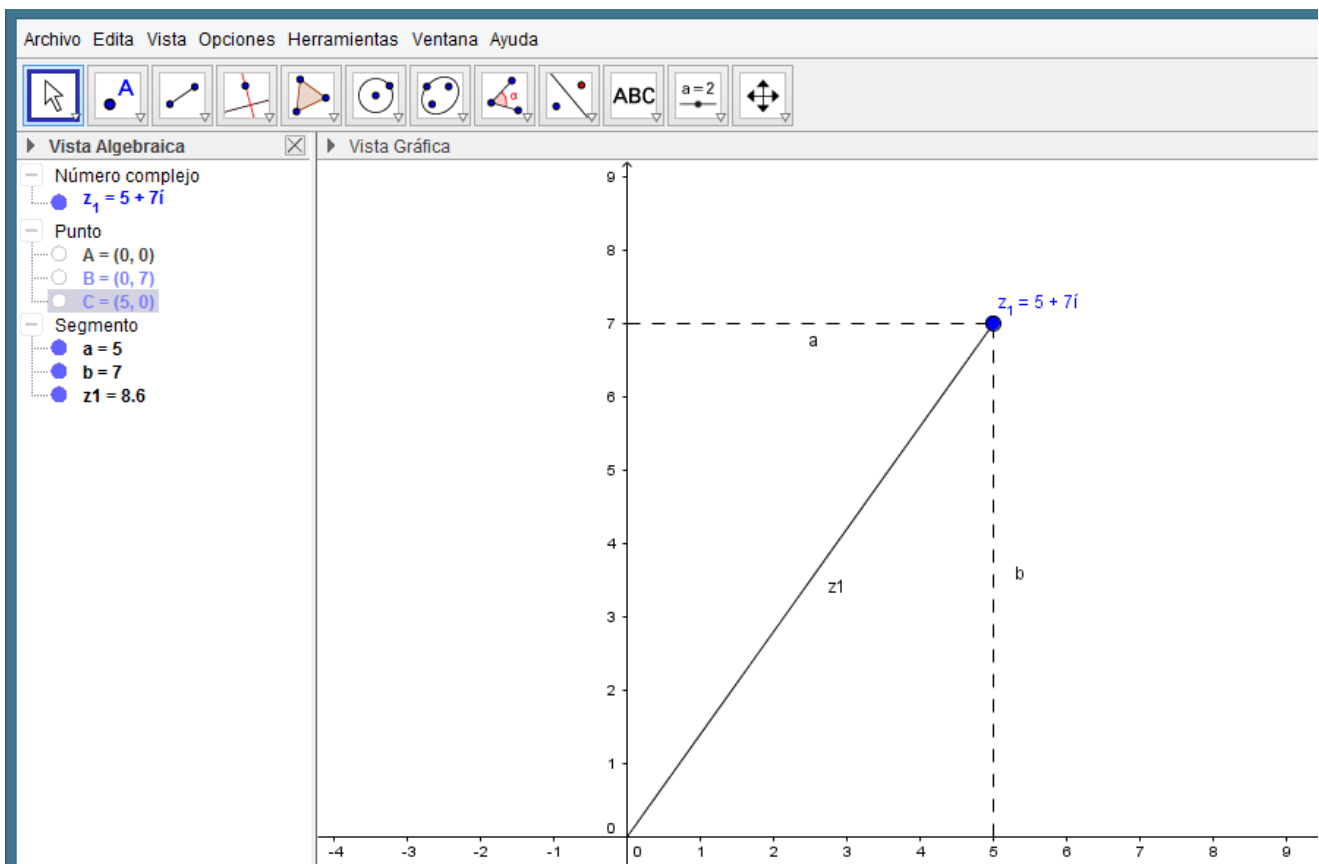 Archivo Edita Vista Opciones Herramientas Ventana Ayuda
A
α
ABC
a=2
Vista Algebraica
Vista Gráfica
Número complejo
z₁ = 5 + 7í
Punto
A = (0, 0)
B = (0, 7)
C = (5, 0)
Segmento
a = 5
b = 7
z1 = 8.6
9
8
z₁ = 5 + 7í
7
a
6
5
4
z1
b
3
2
1
0
-4 -3 -2 -1 0 1 2 3 4 5 6 7 8 9